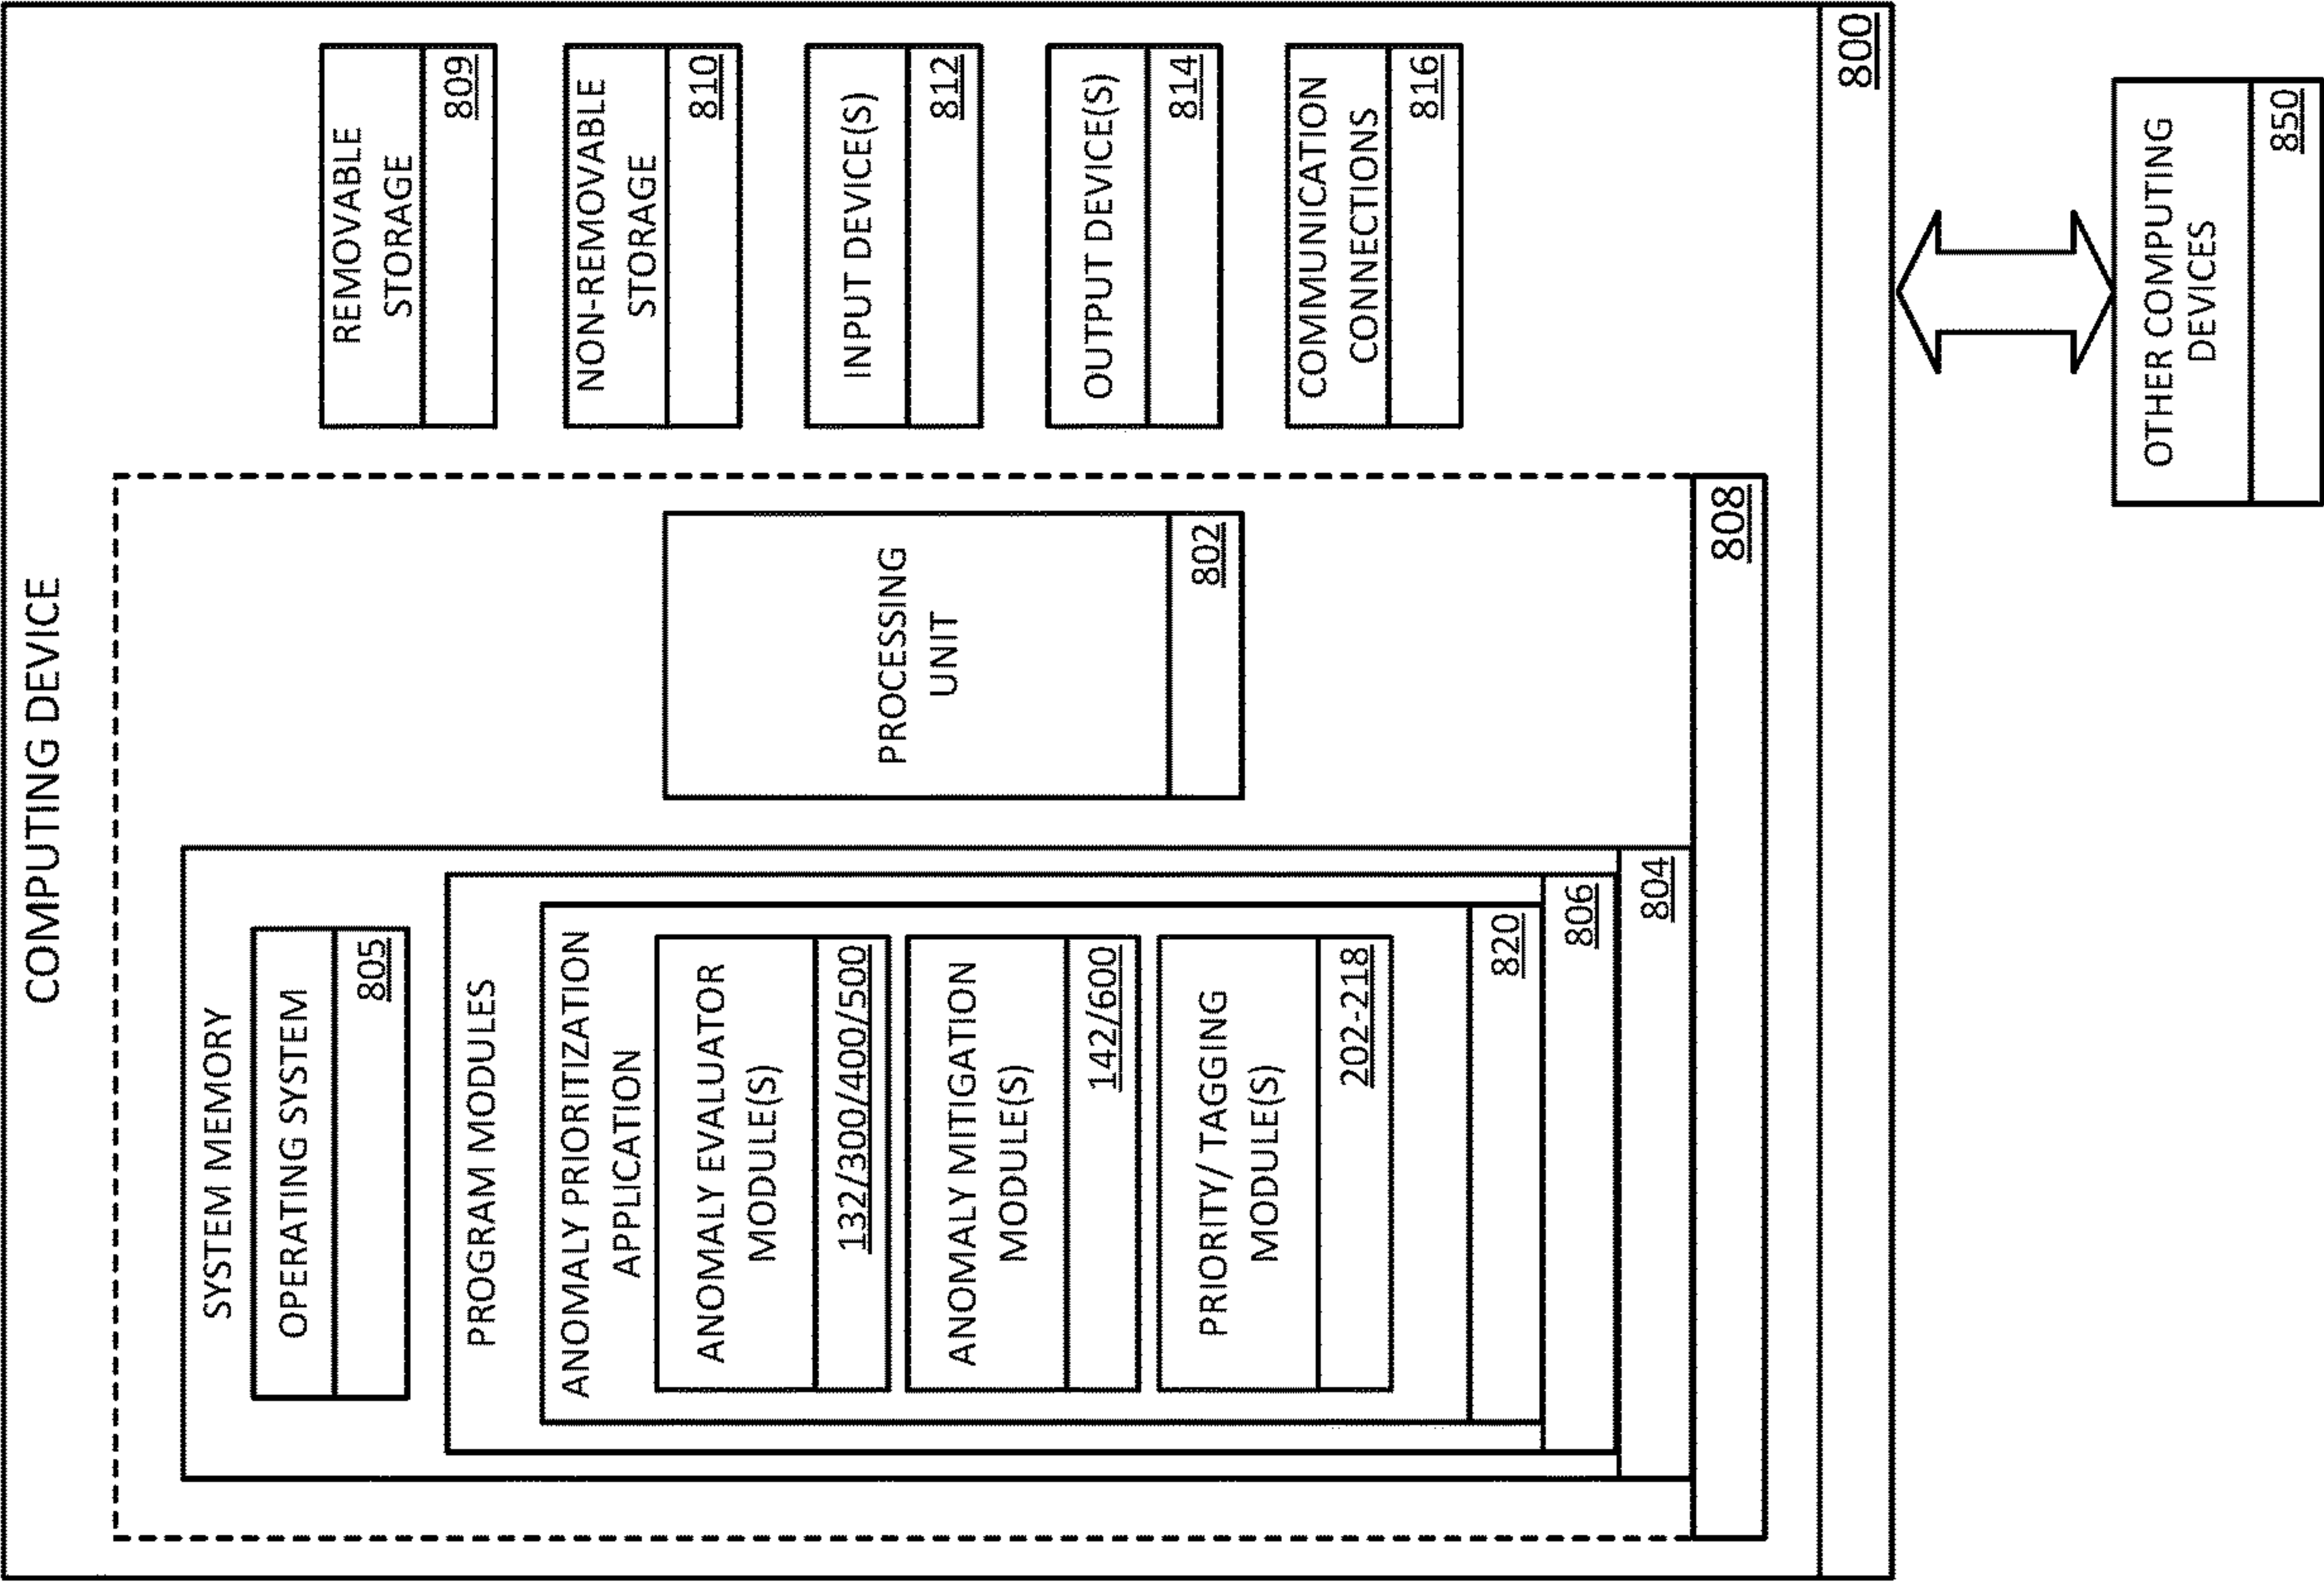 COMPUTING DEVICE
SYSTEM MEMORY
OPERATING SYSTEM
805
PROGRAM MODULES
ANOMALY PRIORITIZATION
APPLICATION
ANOMALY EVALUATOR
MODULE(S)
132/300/400/500
ANOMALY MITIGATION
MODULE(S)
142/600
PRIORITY/ TAGGING
MODULE(S)
202-218
820
806
804
PROCESSING
UNIT
802
808
REMOVABLE
STORAGE
809
NON-REMOVABLE
STORAGE
810
INPUT DEVICE(S)
812
OUTPUT DEVICE(S)
814
COMMUNICATION
CONNECTIONS
816
800
OTHER COMPUTING
DEVICES
850